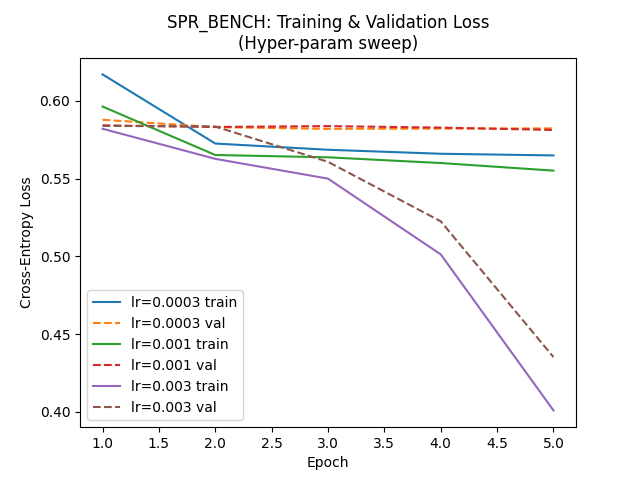 SPR_BENCH: Training & Validation Loss
(Hyper-param sweep)
Cross-Entropy Loss
0.60
0.55
0.50
0.45
0.40
lr=0.0003 train
lr=0.0003 val
lr=0.001 train
lr=0.001 val
lr=0.003 train
lr=0.003 val
1.0 1.5 2.0 2.5 3.0 3.5 4.0 4.5 5.0
Epoch